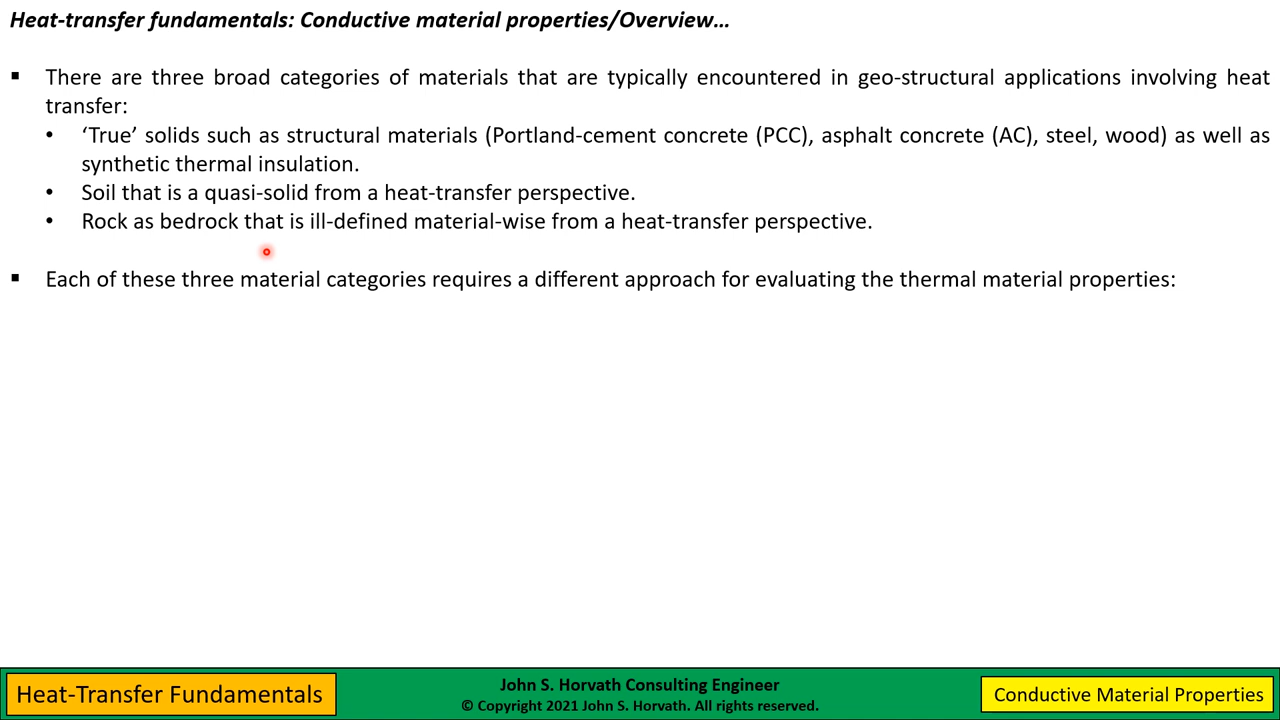 Heat-transfer fundamentals: Conductive material properties/Overview…
▪ There are three broad categories of materials that are typically encountered in geo-structural applications involving heat
transfer:
• ‘True’ solids such as structural materials (Portland-cement concrete (PCC), asphalt concrete (AC), steel, wood) as well as
synthetic thermal insulation.
• Soil that is a quasi-solid from a heat-transfer perspective.
• Rock as bedrock that is ill-defined material-wise from a heat-transfer perspective.
▪ Each of these three material categories requires a different approach for evaluating the thermal material properties:
Heat-Transfer Fundamentals
John S. Horvath Consulting Engineer
© Copyright 2021 John S. Horvath. All rights reserved.
Conductive Material Properties